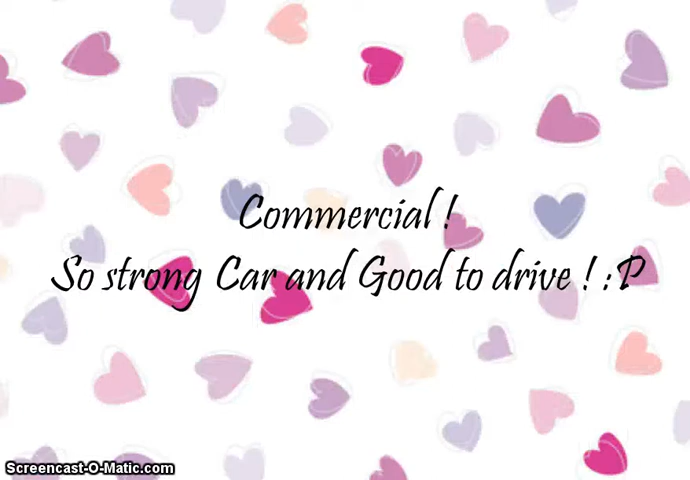 Commercial !
So strong Car and Good to drive ! :P
Screencast-O-Matic.com